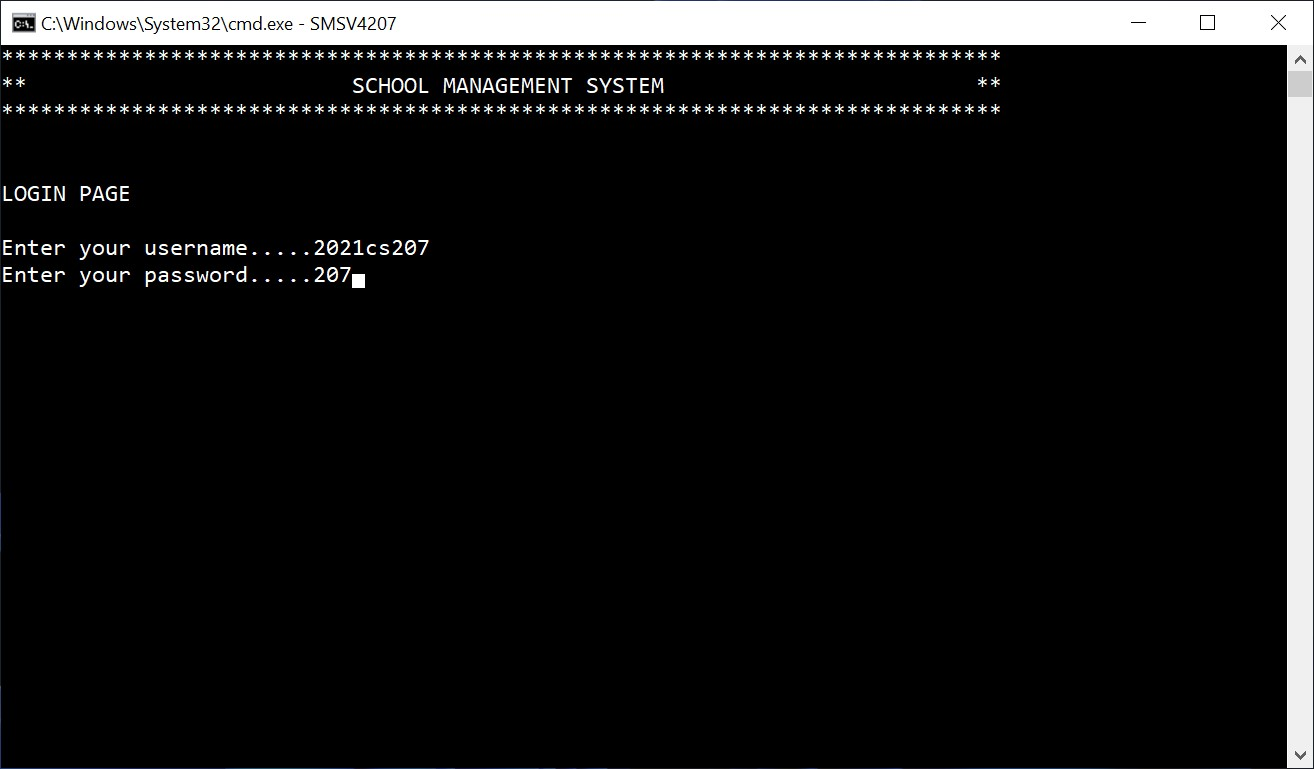 C:\Windows\System32\cmd.exe - SMSV4207
*****************************************************************************
**                         SCHOOL MANAGEMENT SYSTEM                        **
*****************************************************************************
LOGIN PAGE
Enter your username.....2021cs207
Enter your password.....207